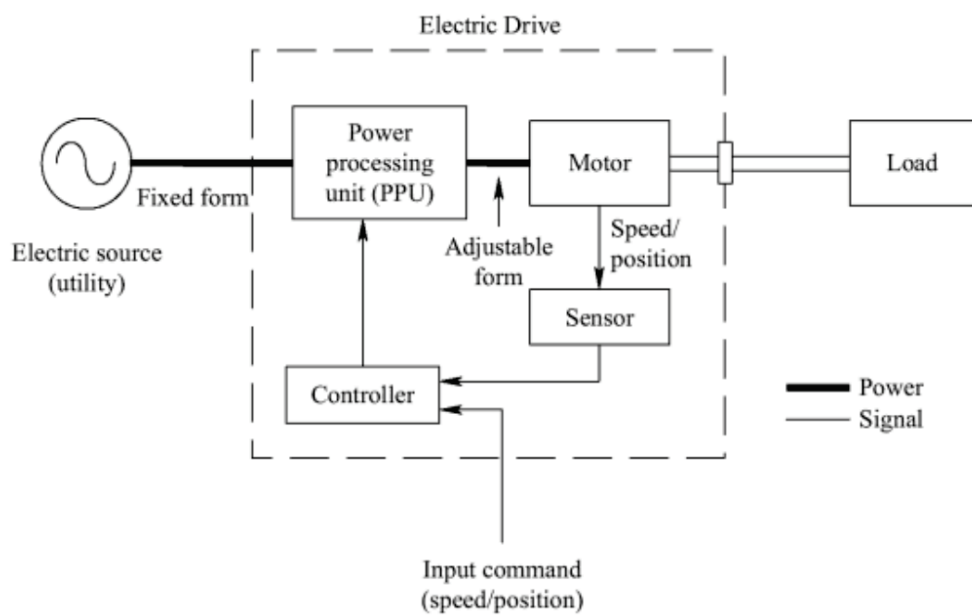 Electric Drive
Power
processing
unit (PPU)
Motor
Load
Fixed form
Electric source
(utility)
Adjustable
form
Speed/
position
Sensor
Controller
Power
Signal
Input command
(speed/position)